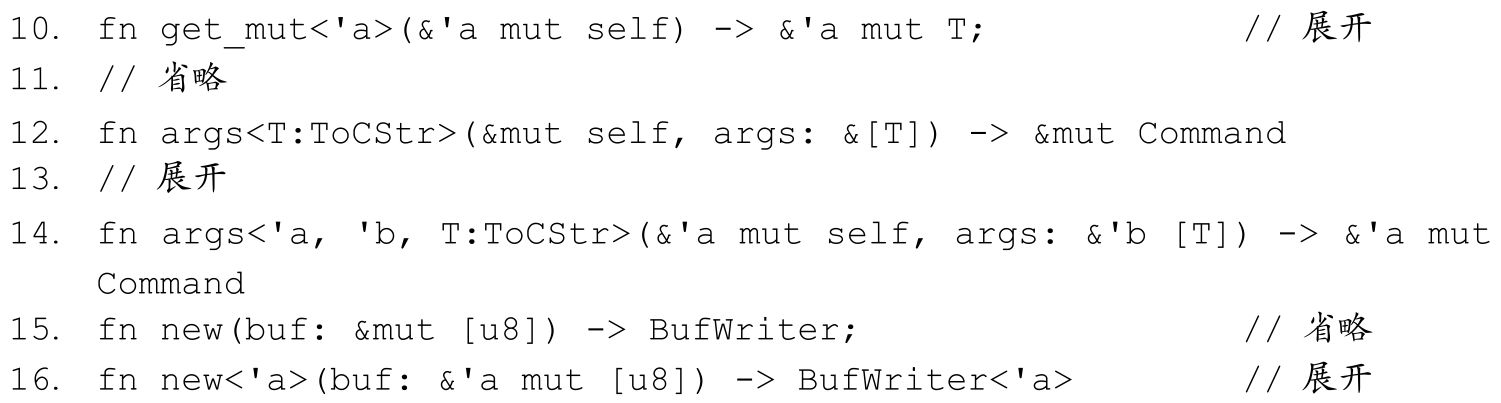 10. fn get_mut<'a>(&'a mut self) -> &'a mut T; // 展开
11. // 省略
12. fn args<T:ToCStr>(&mut self, args: &[T]) -> &mut Command
13. // 展开
14. fn args<'a, 'b, T:ToCStr>(&'a mut self, args: &'b [T]) -> &'a mut
Command
15. fn new(buf: &mut [u8]) -> BufWriter; // 省略
16. fn new<'a>(buf: &'a mut [u8]) -> BufWriter<'a> // 展开